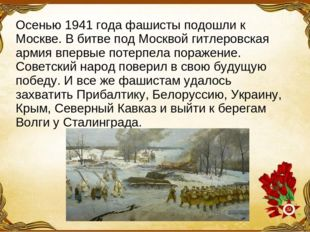 Осенью 1941 года фашисты подошли к
Москве. В битве под Москвой гитлеровская
армия впервые потерпела поражение.
Советский народ поверил в свою будущую
победу. И все же фашистам удалось
захватить Прибалтику, Белоруссию, Украину,
Крым, Северный Кавказ и выйти к берегам
Волги у Сталинграда.